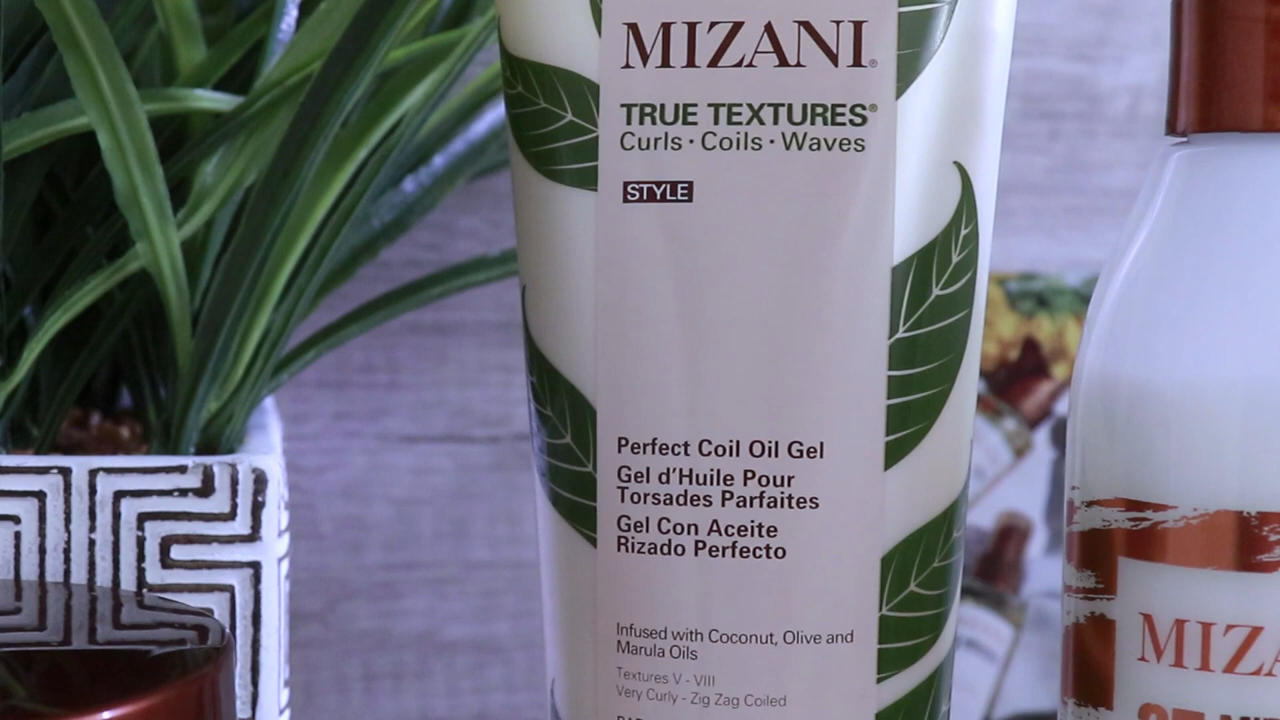 MIZANI®
TRUE TEXTURES®
Curls · Coils · Waves
STYLE
Perfect Coil Oil Gel
Gel d'Huile Pour
Torsades Parfaites
Gel Con Aceite
Rizado Perfecto
Infused with Coconut, Olive and
Marula Oils
Textures V - VIII
Very Curly - Zig Zag Coiled
MIZA